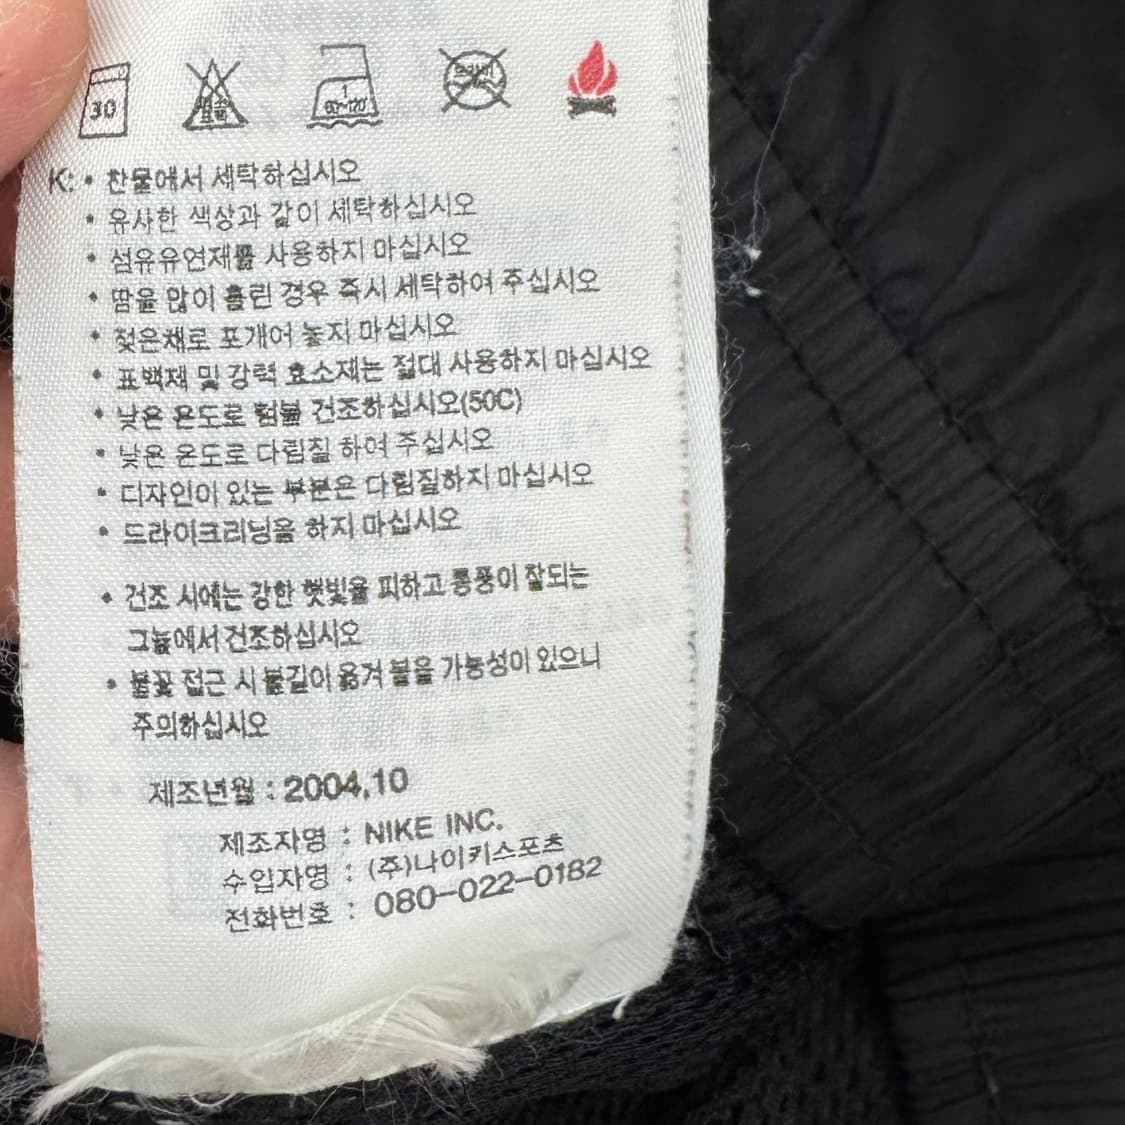 30
1
60~120
K: • 찬물에서 세탁하십시오
• 유사한 색상과 같이 세탁하십시오
• 섬유유연제를 사용하지 마십시오
• 땀을 많이 흘린 경우 즉시 세탁하여 주십시오
• 젖은채로 포개어 놓지 마십시오
• 표백제 및 강력 효소제는 절대 사용하지 마십시오
• 낮은 온도로 텀블 건조하십시오(50C)
• 낮은 온도로 다림질 하여 주십시오
• 디자인이 있는 부분은 다림질하지 마십시오
• 드라이크리닝을 하지 마십시오
• 건조 시에는 강한 햇빛을 피하고 통풍이 잘되는
그늘에서 건조하십시오
• 불꽃 접근 시 불길이 옮겨 붙을 가능성이 있으니
주의하십시오
제조년월 : 2004.10
제조자명 : NIKE INC.
수입자명 : (주)나이키스포츠
전화번호 : 080-022-0182